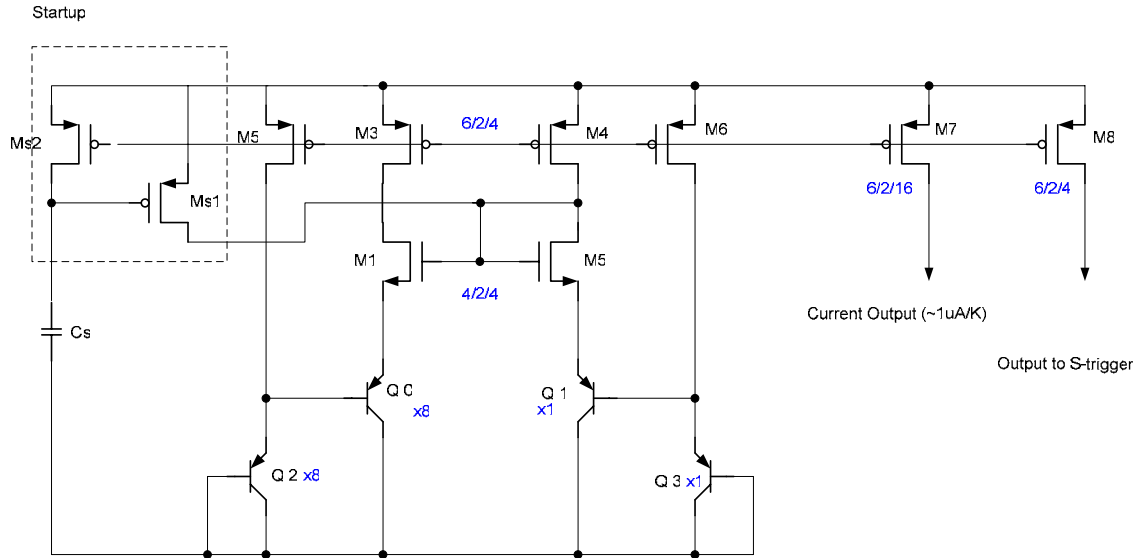 Startup
Ms2
M5
M3
6/2/4
M4
M6
M7
M8
Ms1
6/2/16
6/2/4
M1
M5
4/2/4
Current Output (~1uA/K)
Cs
Output to S-trigger
Q 0
x8
Q 1
x1
Q 2 x8
Q 3 x1